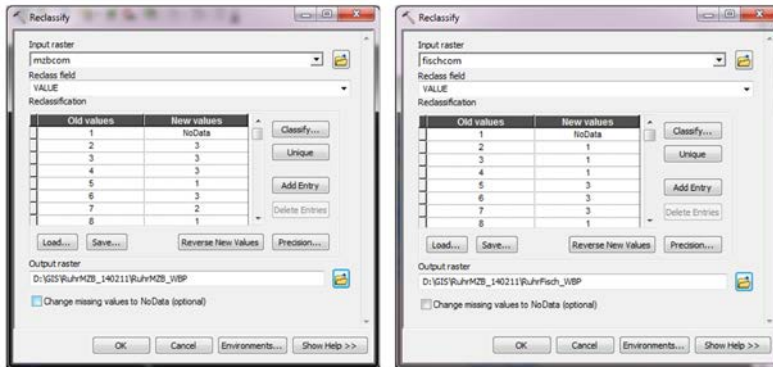 Reclassify
Input raster
mzbcom
Reclass field
VALUE
Reclassification
Old values New values
1 NoData
2 3
3 3
4 3
5 1
6 3
7 2
8 1
Classify...
Unique
Add Entry
Delete Entries
Load... Save... Reverse New Values Precision...
Output raster
D:\GIS\RuhrMZB_140211\RuhrMZB_WBP
Change missing values to NoData (optional)
OK Cancel Environments... Show Help >>
Reclassify
Input raster
fischcom
Reclass field
VALUE
Reclassification
Old values New values
1 NoData
2 1
3 1
4 1
5 3
6 3
7 3
8 1
Classify...
Unique
Add Entry
Delete Entries
Load... Save... Reverse New Values Precision...
Output raster
D:\GIS\RuhrMZB_140211\RuhrFisch_WBP
Change missing values to NoData (optional)
OK Cancel Environments... Show Help >>